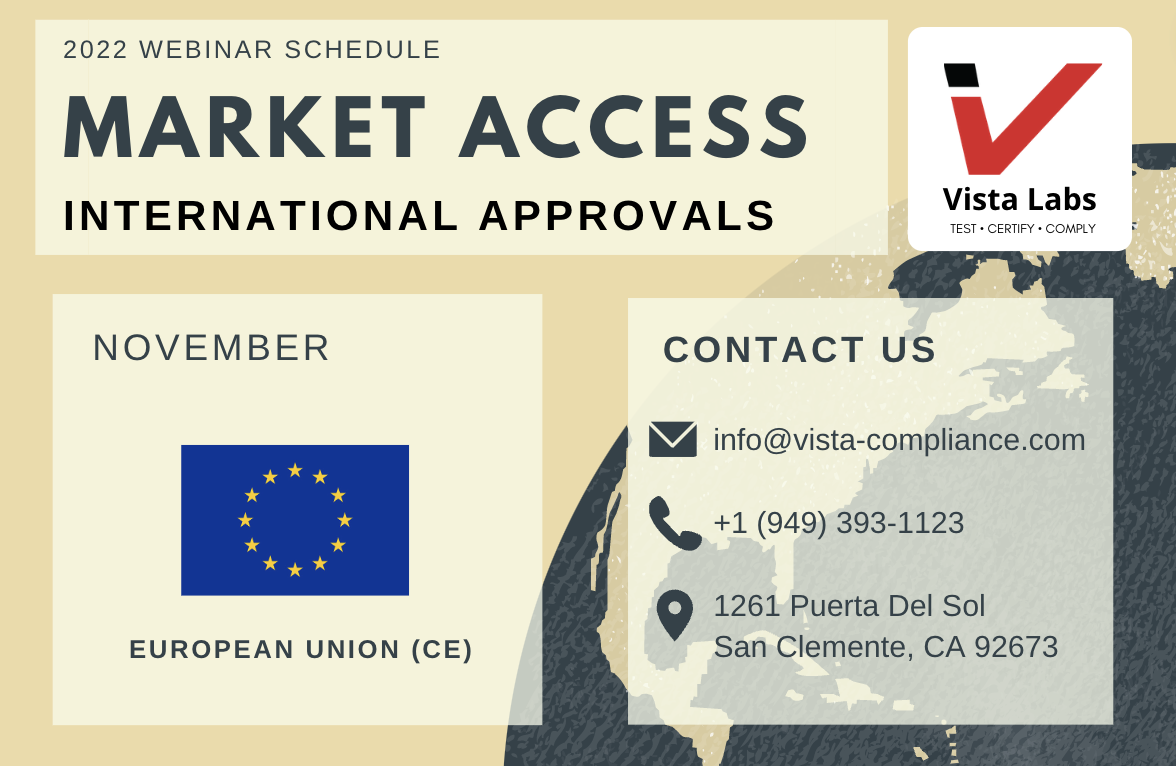 2022 WEBINAR SCHEDULE
MARKET ACCESS
INTERNATIONAL APPROVALS
Vista Labs
TEST • CERTIFY • COMPLY
NOVEMBER
EUROPEAN UNION (CE)
CONTACT US
info@vista-compliance.com
+1 (949) 393-1123
1261 Puerta Del Sol
San Clemente, CA 92673